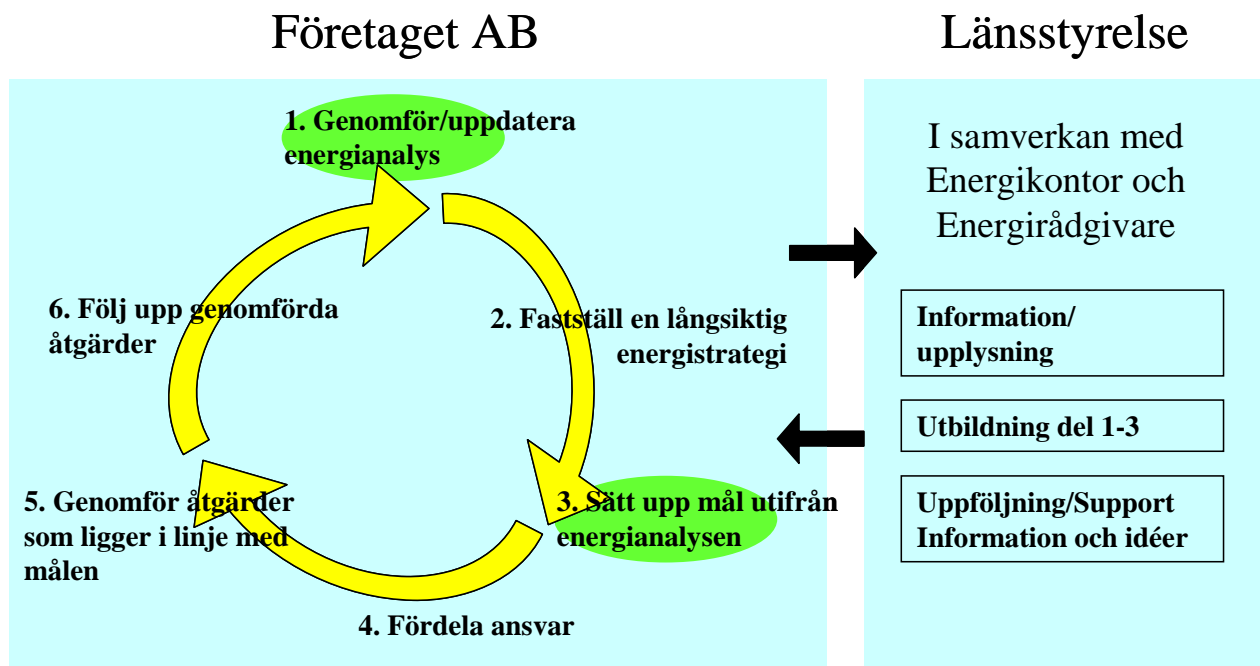 Företaget AB
1. Genomför/uppdatera
energianalys
2. Fastställ en långsiktig
energistrategi
3. Sätt upp mål utifrån
energianalysen
4. Fördela ansvar
5. Genomför åtgärder
som ligger i linje med
målen
6. Följ upp genomförda
åtgärder
Länsstyrelse
I samverkan med
Energikontor och
Energirådgivare
Information/
upplysning
Utbildning del 1-3
Uppföljning/Support
Information och idéer